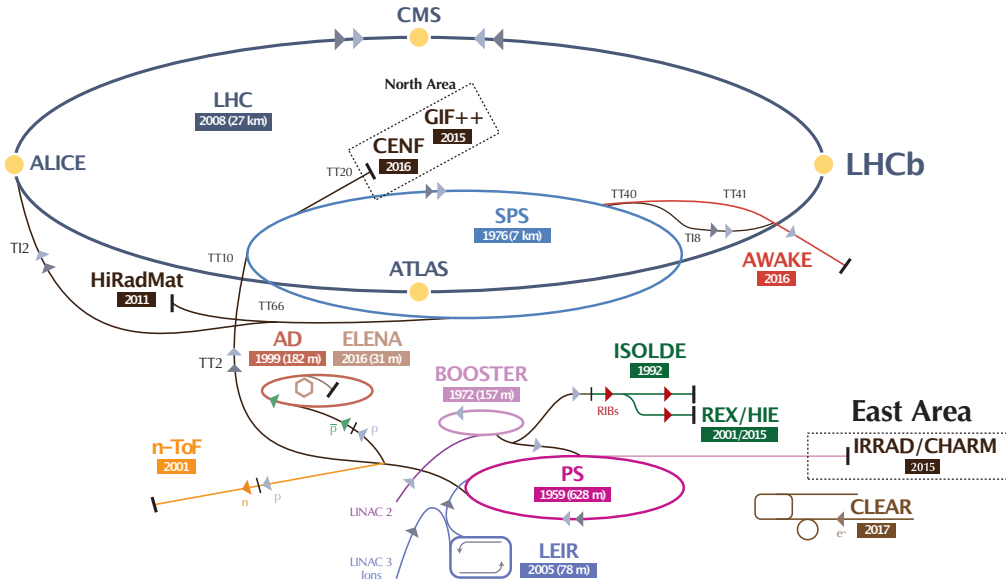 CMS
North Area
LHC
2008 (27 km)
GIF++
2015
CENF
2016
ALICE
TT20
LHCb
TT40
TT41
SPS
1976 (7 km)
TI8
TI2
TT10
ATLAS
AWAKE
2016
HiRadMat
2011
TT66
AD
1999 (182 m)
ELENA
2016 (31 m)
TT2
BOOSTER
1972 (157 m)
ISOLDE
1992
RIBs
REX/HIE
2001/2015
East Area
p̅
p
n-ToF
2001
IRRAD/CHARM
2015
PS
1959 (628 m)
n
p
LINAC 2
CLEAR
2017
e-
LEIR
2005 (78 m)
LINAC 3
Ions